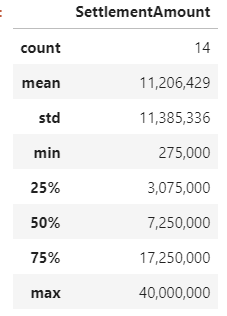 SettlementAmount
count 14
mean 11,206,429
std 11,385,336
min 275,000
25% 3,075,000
50% 7,250,000
75% 17,250,000
max 40,000,000